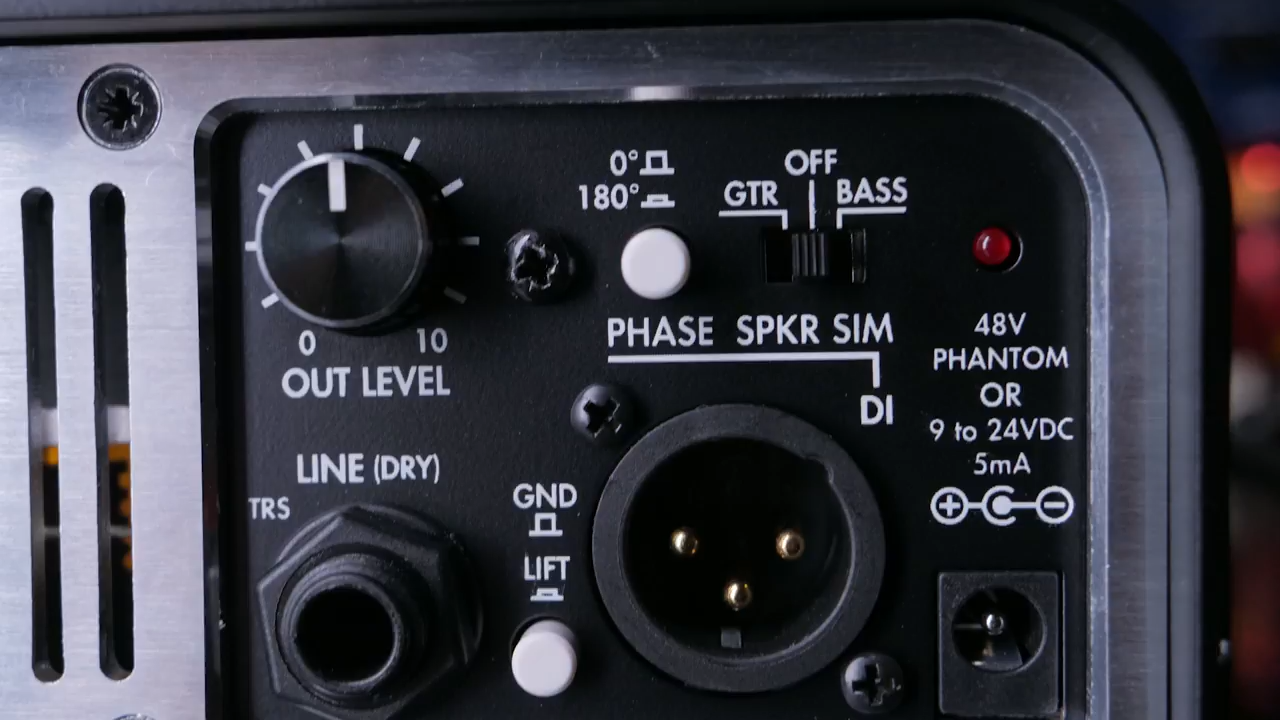 0 10
OUT LEVEL
0°
180°
OFF
GTR BASS
PHASE SPKR SIM
DI
48V
PHANTOM
OR
9 to 24VDC
5mA
LINE (DRY)
TRS
GND
LIFT